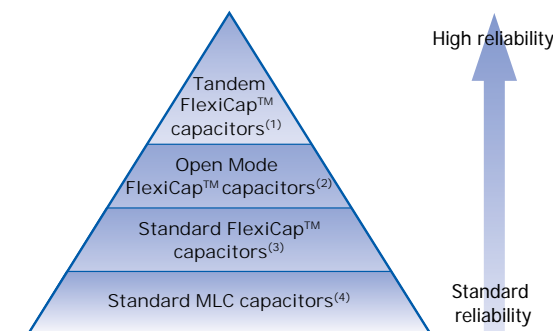 High reliability
Tandem
FlexiCap™
capacitors⁽¹⁾
Open Mode
FlexiCap™ capacitors⁽²⁾
Standard FlexiCap™
capacitors⁽³⁾
Standard MLC capacitors⁽⁴⁾
Standard
reliability